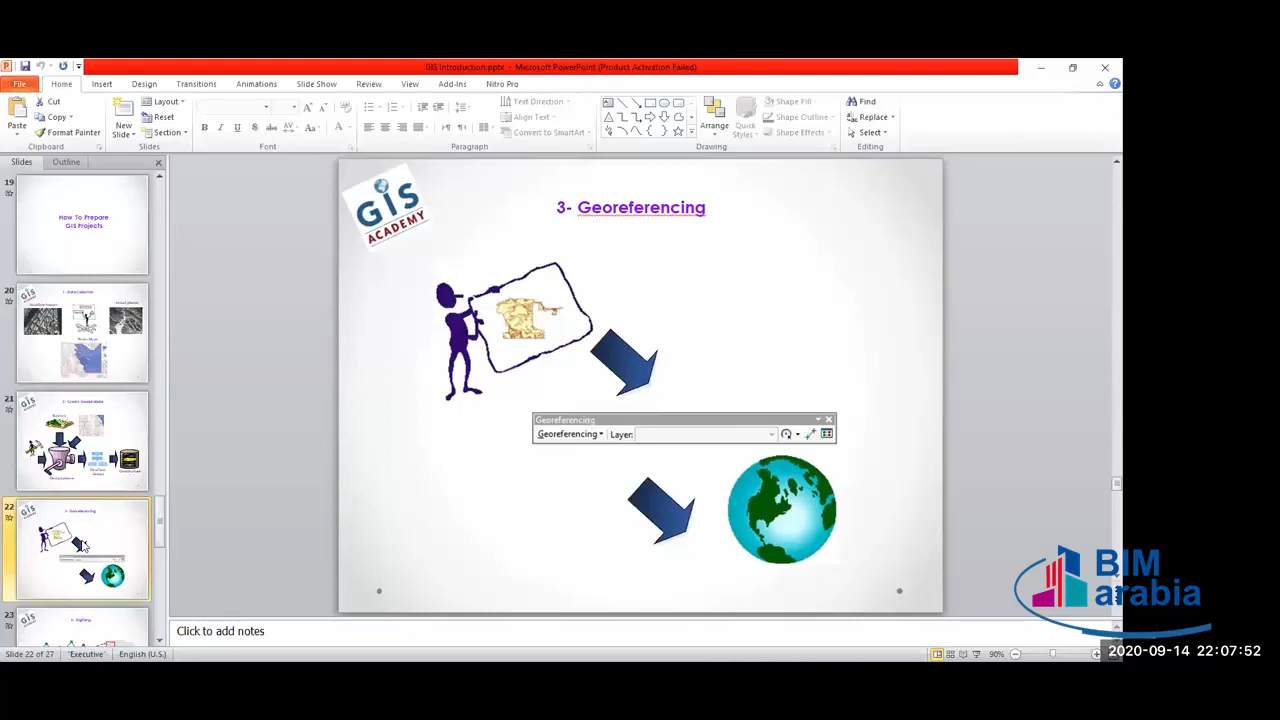 GIS Introduction.pptx - Microsoft PowerPoint (Product Activation Failed)
File Home Insert Design Transitions Animations Slide Show Review View Add-Ins Nitro Pro
Cut
Copy
Format Painter
Paste
Clipboard
New
Slide
Layout
Reset
Section
Slides
Font
Text Direction
Align Text
Convert to SmartArt
Paragraph
Arrange
Quick
Styles
Shape Fill
Shape Outline
Shape Effects
Drawing
Find
Replace
Select
Editing
Slides Outline
19
How To Prepare
GIS Projects
20
21
22
23
GIS
ACADEMY
3- Georeferencing
Georeferencing
Georeferencing Layer:
Click to add notes
Slide 22 of 27 "Executive" English (U.S.) 90%
BIM
arabia
2020-09-14 22:07:52